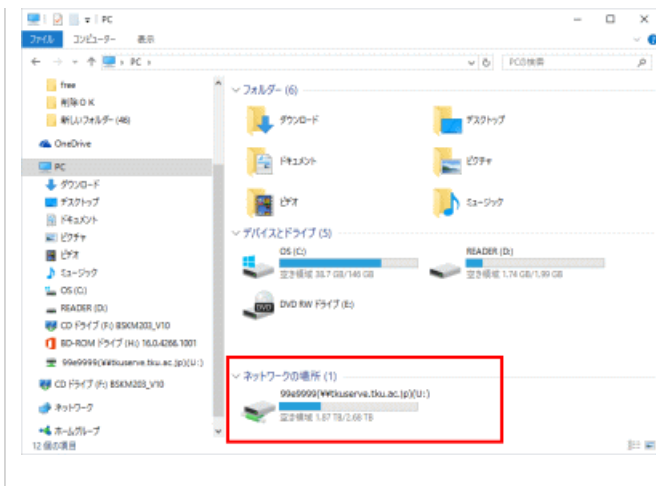 PC
ファイル コンピューター 表示
PC
PCの検索
free
削除OK
新しいフォルダー (46)
OneDrive
PC
ダウンロード
デスクトップ
ドキュメント
ピクチャ
ビデオ
ミュージック
OS (C:)
READER (D:)
CD ドライブ (F:) BSKM203_V10
BD-ROM ドライブ (H:) 16.0.4266.1001
99e9999(¥¥tkuserve.tku.ac.jp)(U:)
CD ドライブ (F:) BSKM203_V10
ネットワーク
ホームグループ
12 個の項目
フォルダー (6)
ダウンロード
デスクトップ
ドキュメント
ピクチャ
ビデオ
ミュージック
デバイスとドライブ (5)
OS (C:)
空き領域 38.7 GB/146 GB
READER (D:)
空き領域 1.74 GB/1.99 GB
DVD
DVD RW ドライブ (E:)
ネットワークの場所 (1)
99e9999(¥¥tkuserve.tku.ac.jp)(U:)
空き領域 1.87 TB/2.68 TB